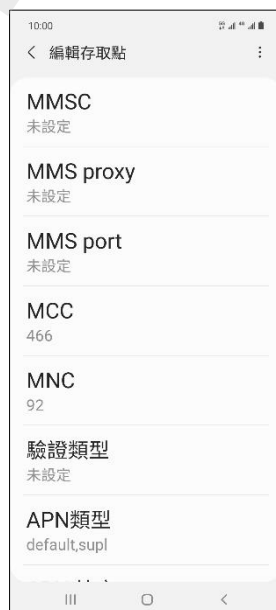 10:00
編輯存取點
MMSC
未設定
MMS proxy
未設定
MMS port
未設定
MCC
466
MNC
92
驗證類型
未設定
APN類型
default,supl